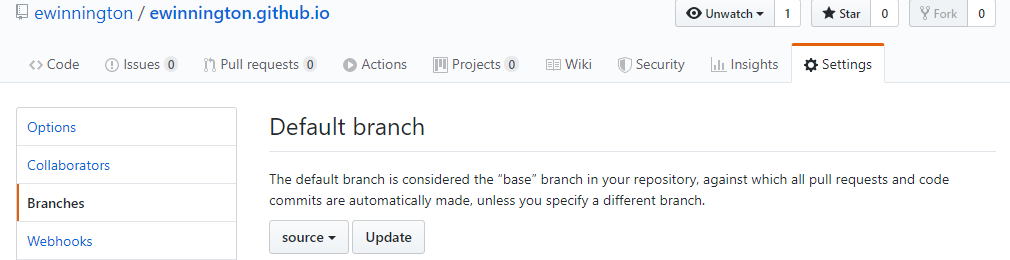 ewinnington / ewinnington.github.io Unwatch 1 Star 0 Fork 0
Code Issues 0 Pull requests 0 Actions Projects 0 Wiki Security Insights Settings
Options
Collaborators
Branches
Webhooks
Default branch
The default branch is considered the “base” branch in your repository, against which all pull requests and code
commits are automatically made, unless you specify a different branch.
source Update